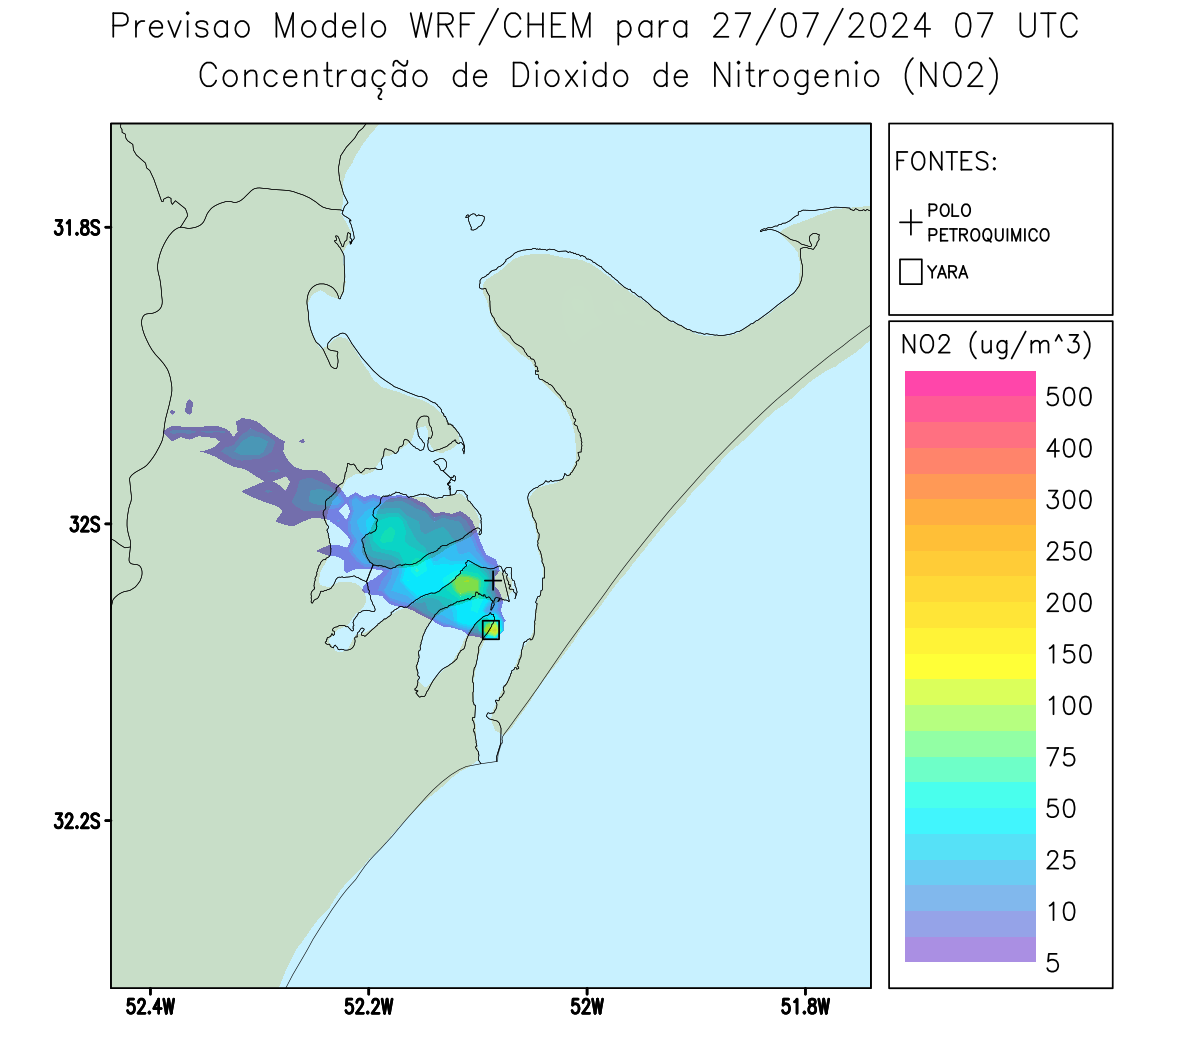 Previsao Modelo WRF/CHEM para 27/07/2024 07 UTC
Concentração de Dioxido de Nitrogenio (NO2)
FONTES:
POLO
PETROQUIMICO
YARA
NO2 (ug/m^3)
500
400
300
250
200
150
100
75
50
25
10
5
31.8S
32S
32.2S
52.4W
52.2W
52W
51.8W